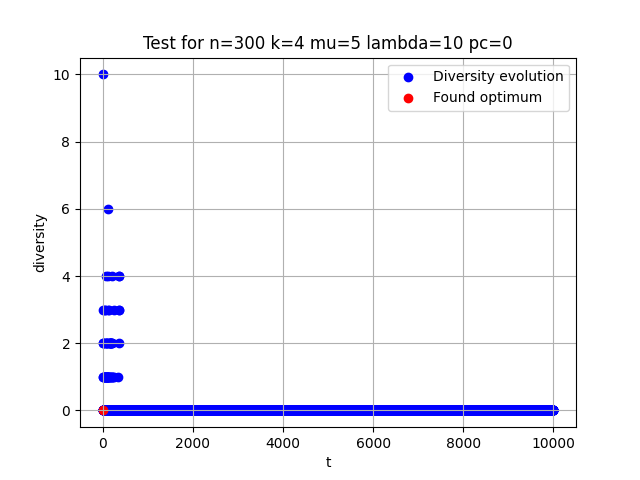 Test for n=300 k=4 mu=5 lambda=10 pc=0
Diversity evolution
Found optimum
diversity
10
8
6
4
2
0
0 2000 4000 6000 8000 10000
t